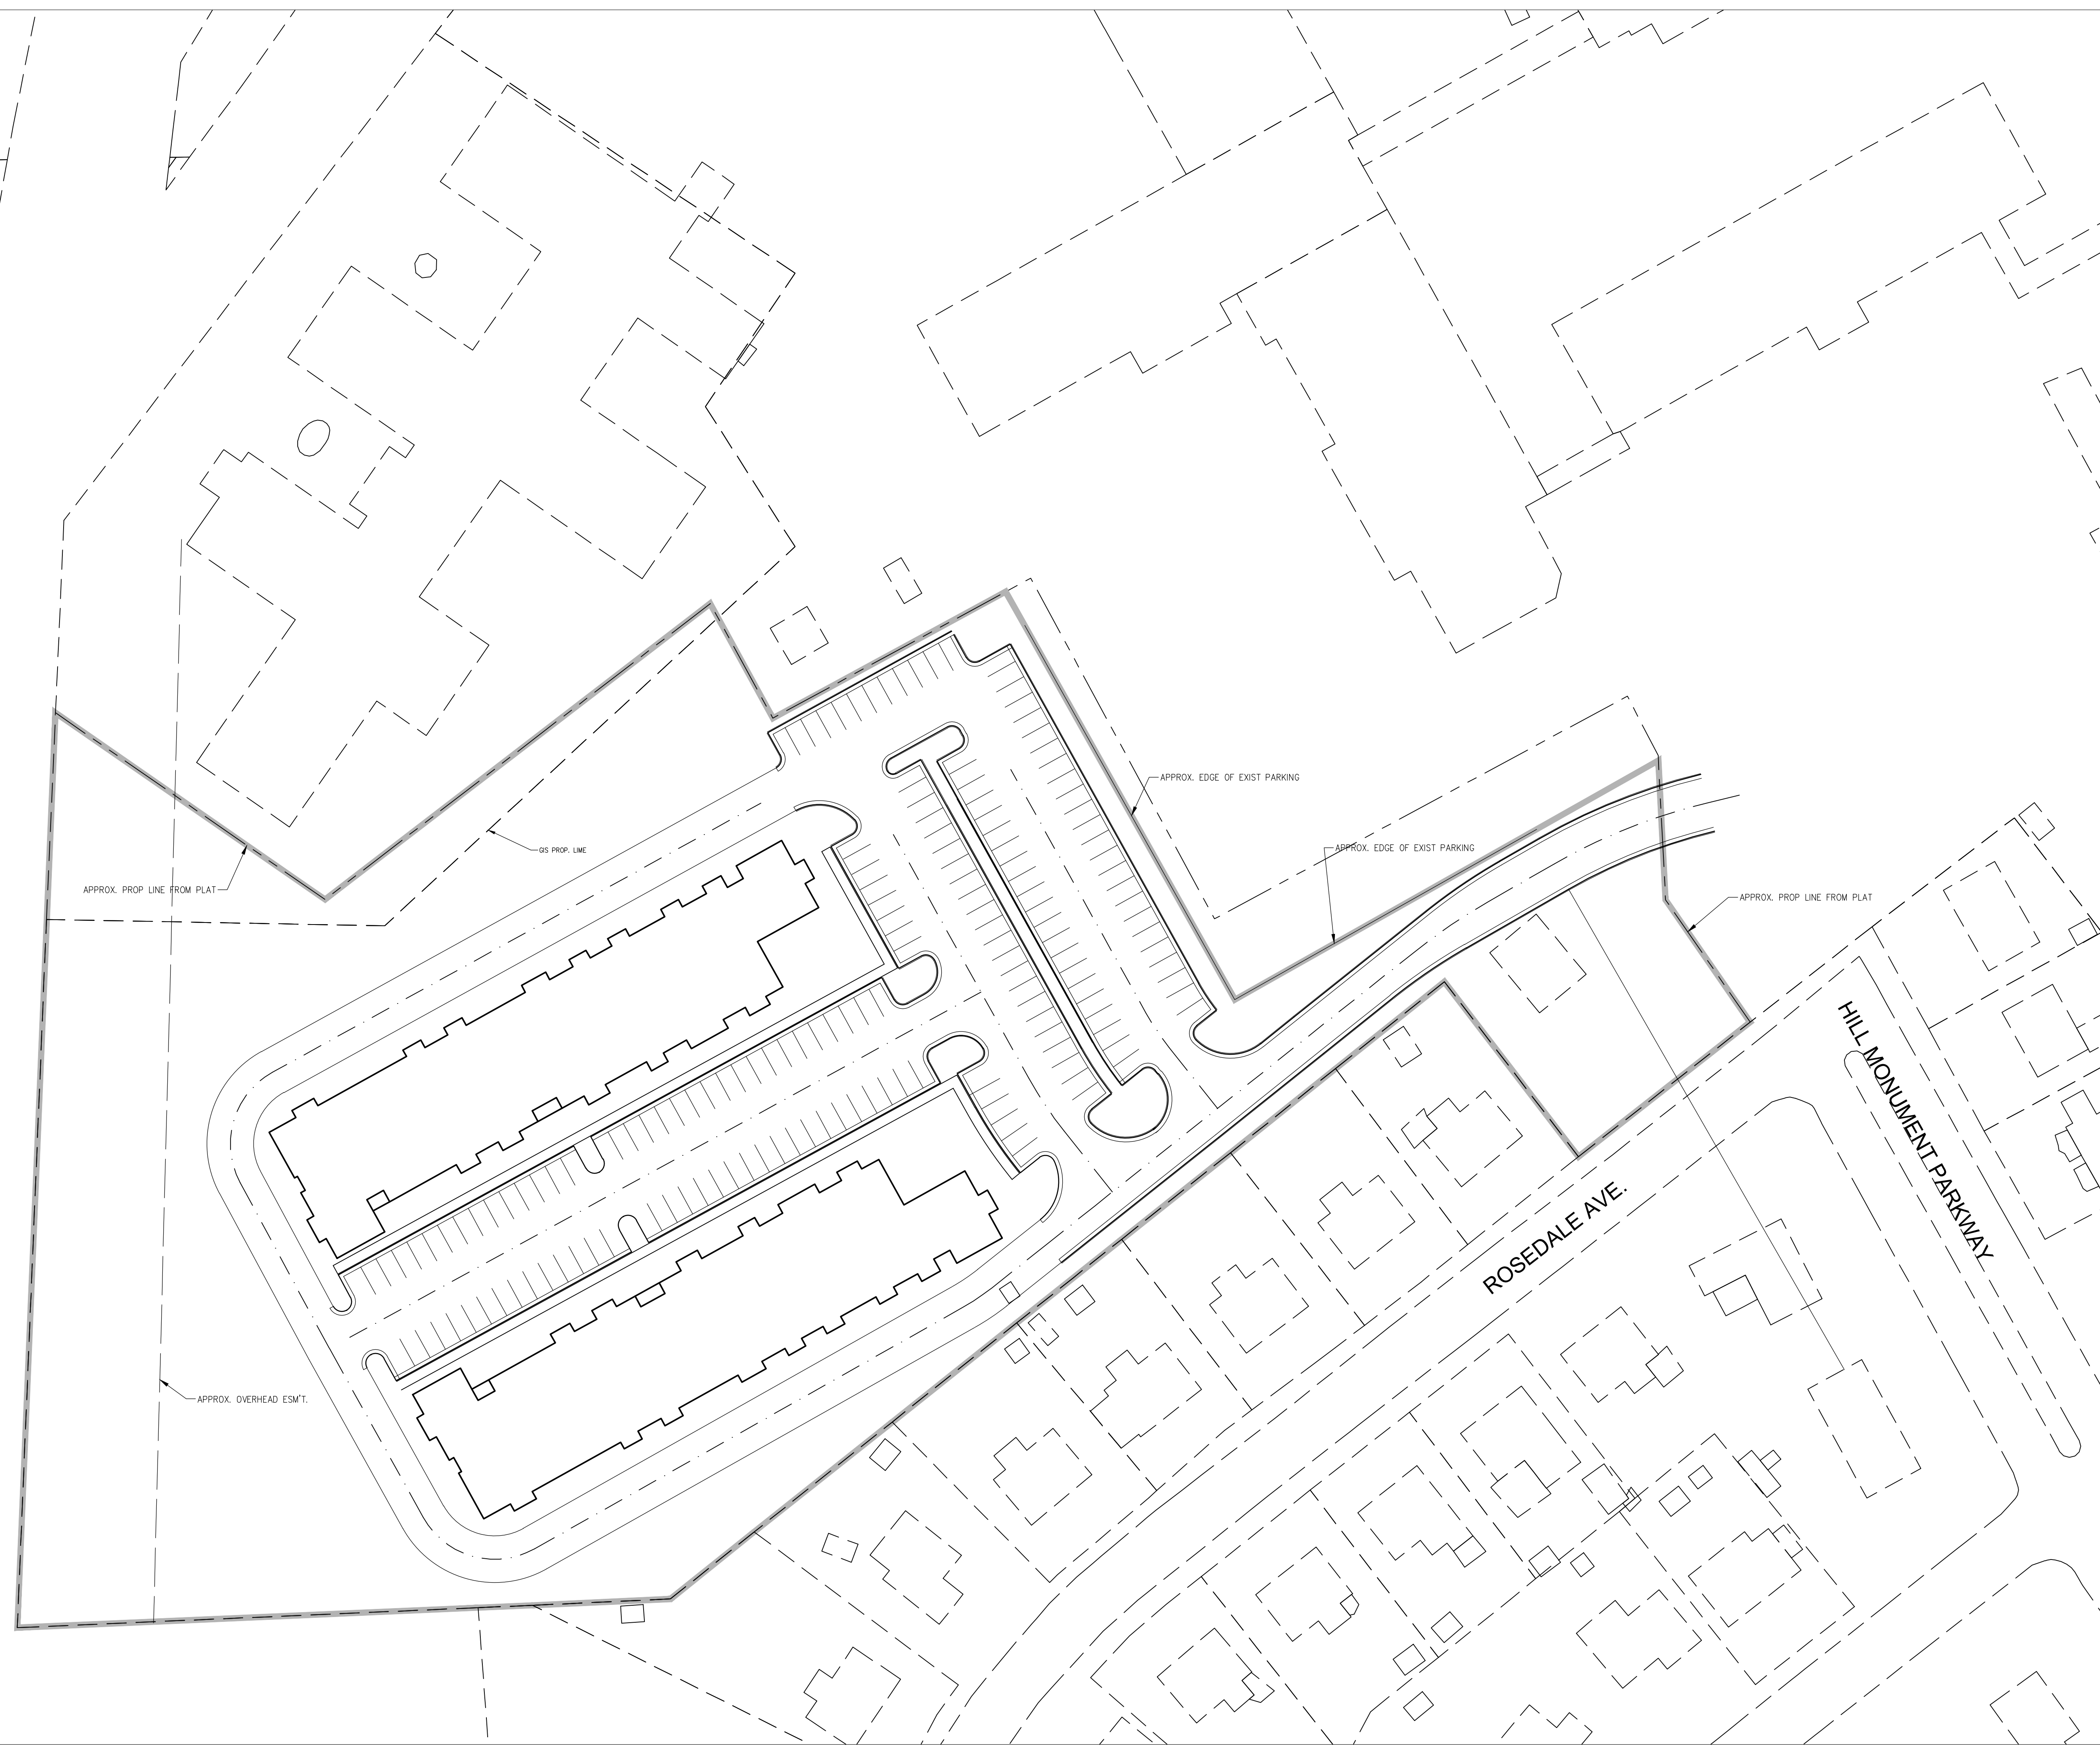 APPROX. EDGE OF EXIST PARKING
APPROX. EDGE OF EXIST PARKING
GIS PROP. LIME
APPROX. PROP LINE FROM PLAT
APPROX. PROP LINE FROM PLAT
HILL MONUMENT PARKWAY
ROSEDALE AVE.
APPROX. OVERHEAD ESM'T.